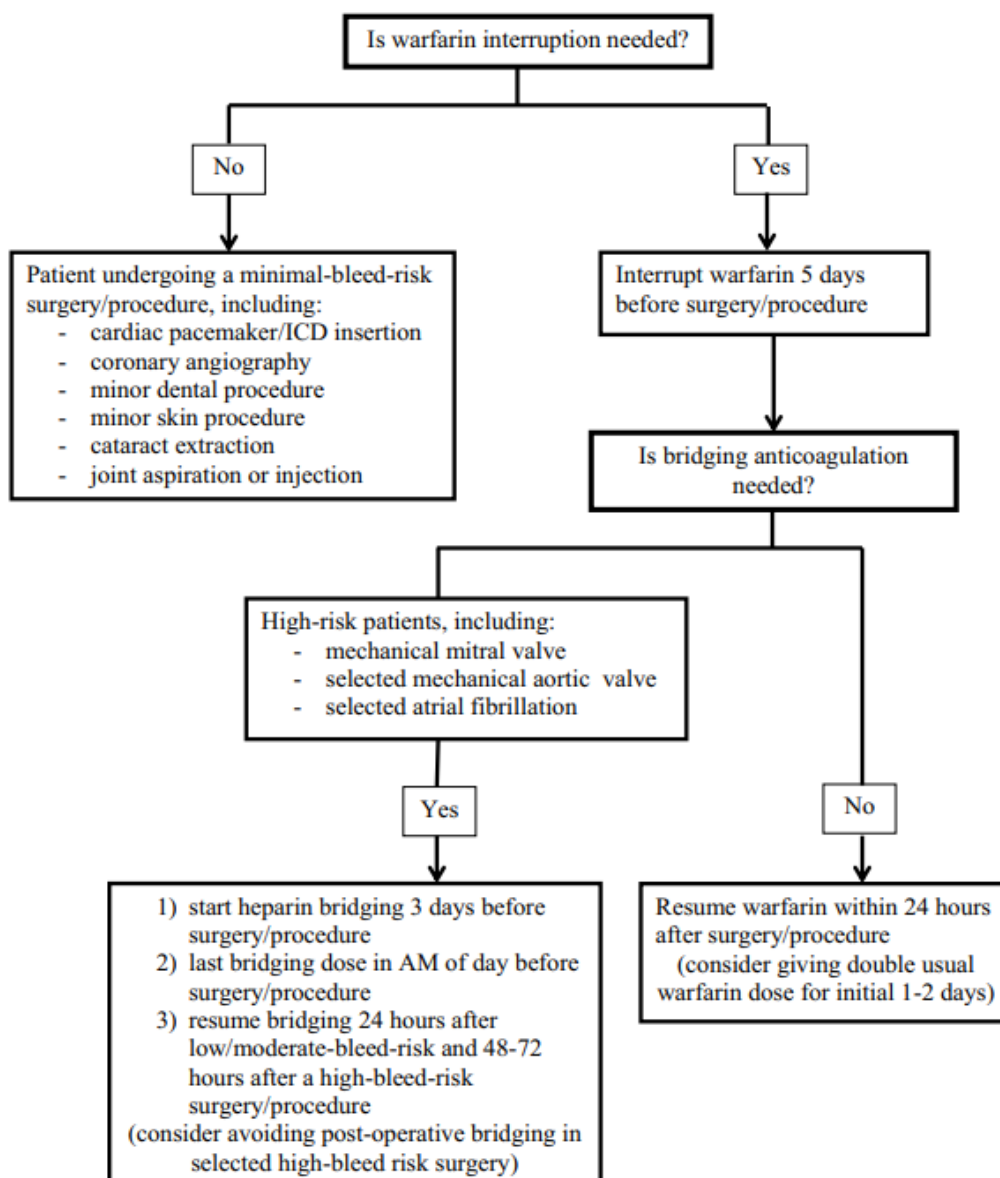 Is warfarin interruption needed?
No
Yes
Patient undergoing a minimal-bleed-risk
surgery/procedure, including:
- cardiac pacemaker/ICD insertion
- coronary angiography
- minor dental procedure
- minor skin procedure
- cataract extraction
- joint aspiration or injection
Interrupt warfarin 5 days
before surgery/procedure
Is bridging anticoagulation
needed?
High-risk patients, including:
- mechanical mitral valve
- selected mechanical aortic valve
- selected atrial fibrillation
Yes
No
1) start heparin bridging 3 days before
surgery/procedure
2) last bridging dose in AM of day before
surgery/procedure
3) resume bridging 24 hours after
low/moderate-bleed-risk and 48-72
hours after a high-bleed-risk
surgery/procedure
(consider avoiding post-operative bridging in
selected high-bleed risk surgery)
Resume warfarin within 24 hours
after surgery/procedure
(consider giving double usual
warfarin dose for initial 1-2 days)